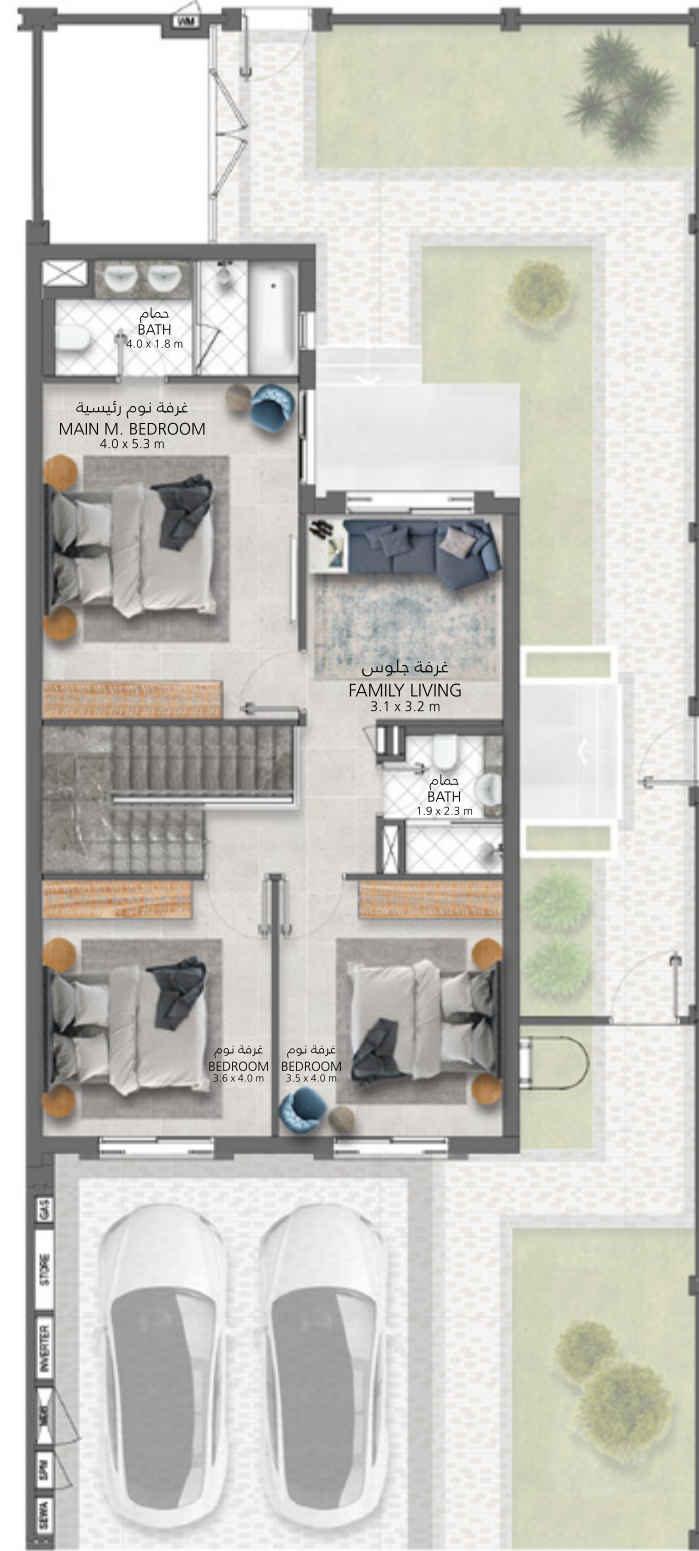 WM
حمام
BATH
4.0 x 1.8 m
غرفة نوم رئيسية
MAIN M. BEDROOM
4.0 x 5.3 m
غرفة جلوس
FAMILY LIVING
3.1 x 3.2 m
حمام
BATH
1.9 x 2.3 m
غرفة نوم
BEDROOM
3.6 x 4.0 m
غرفة نوم
BEDROOM
3.5 x 4.0 m
GAS
STORE
INVERTER
SPM
SEWA